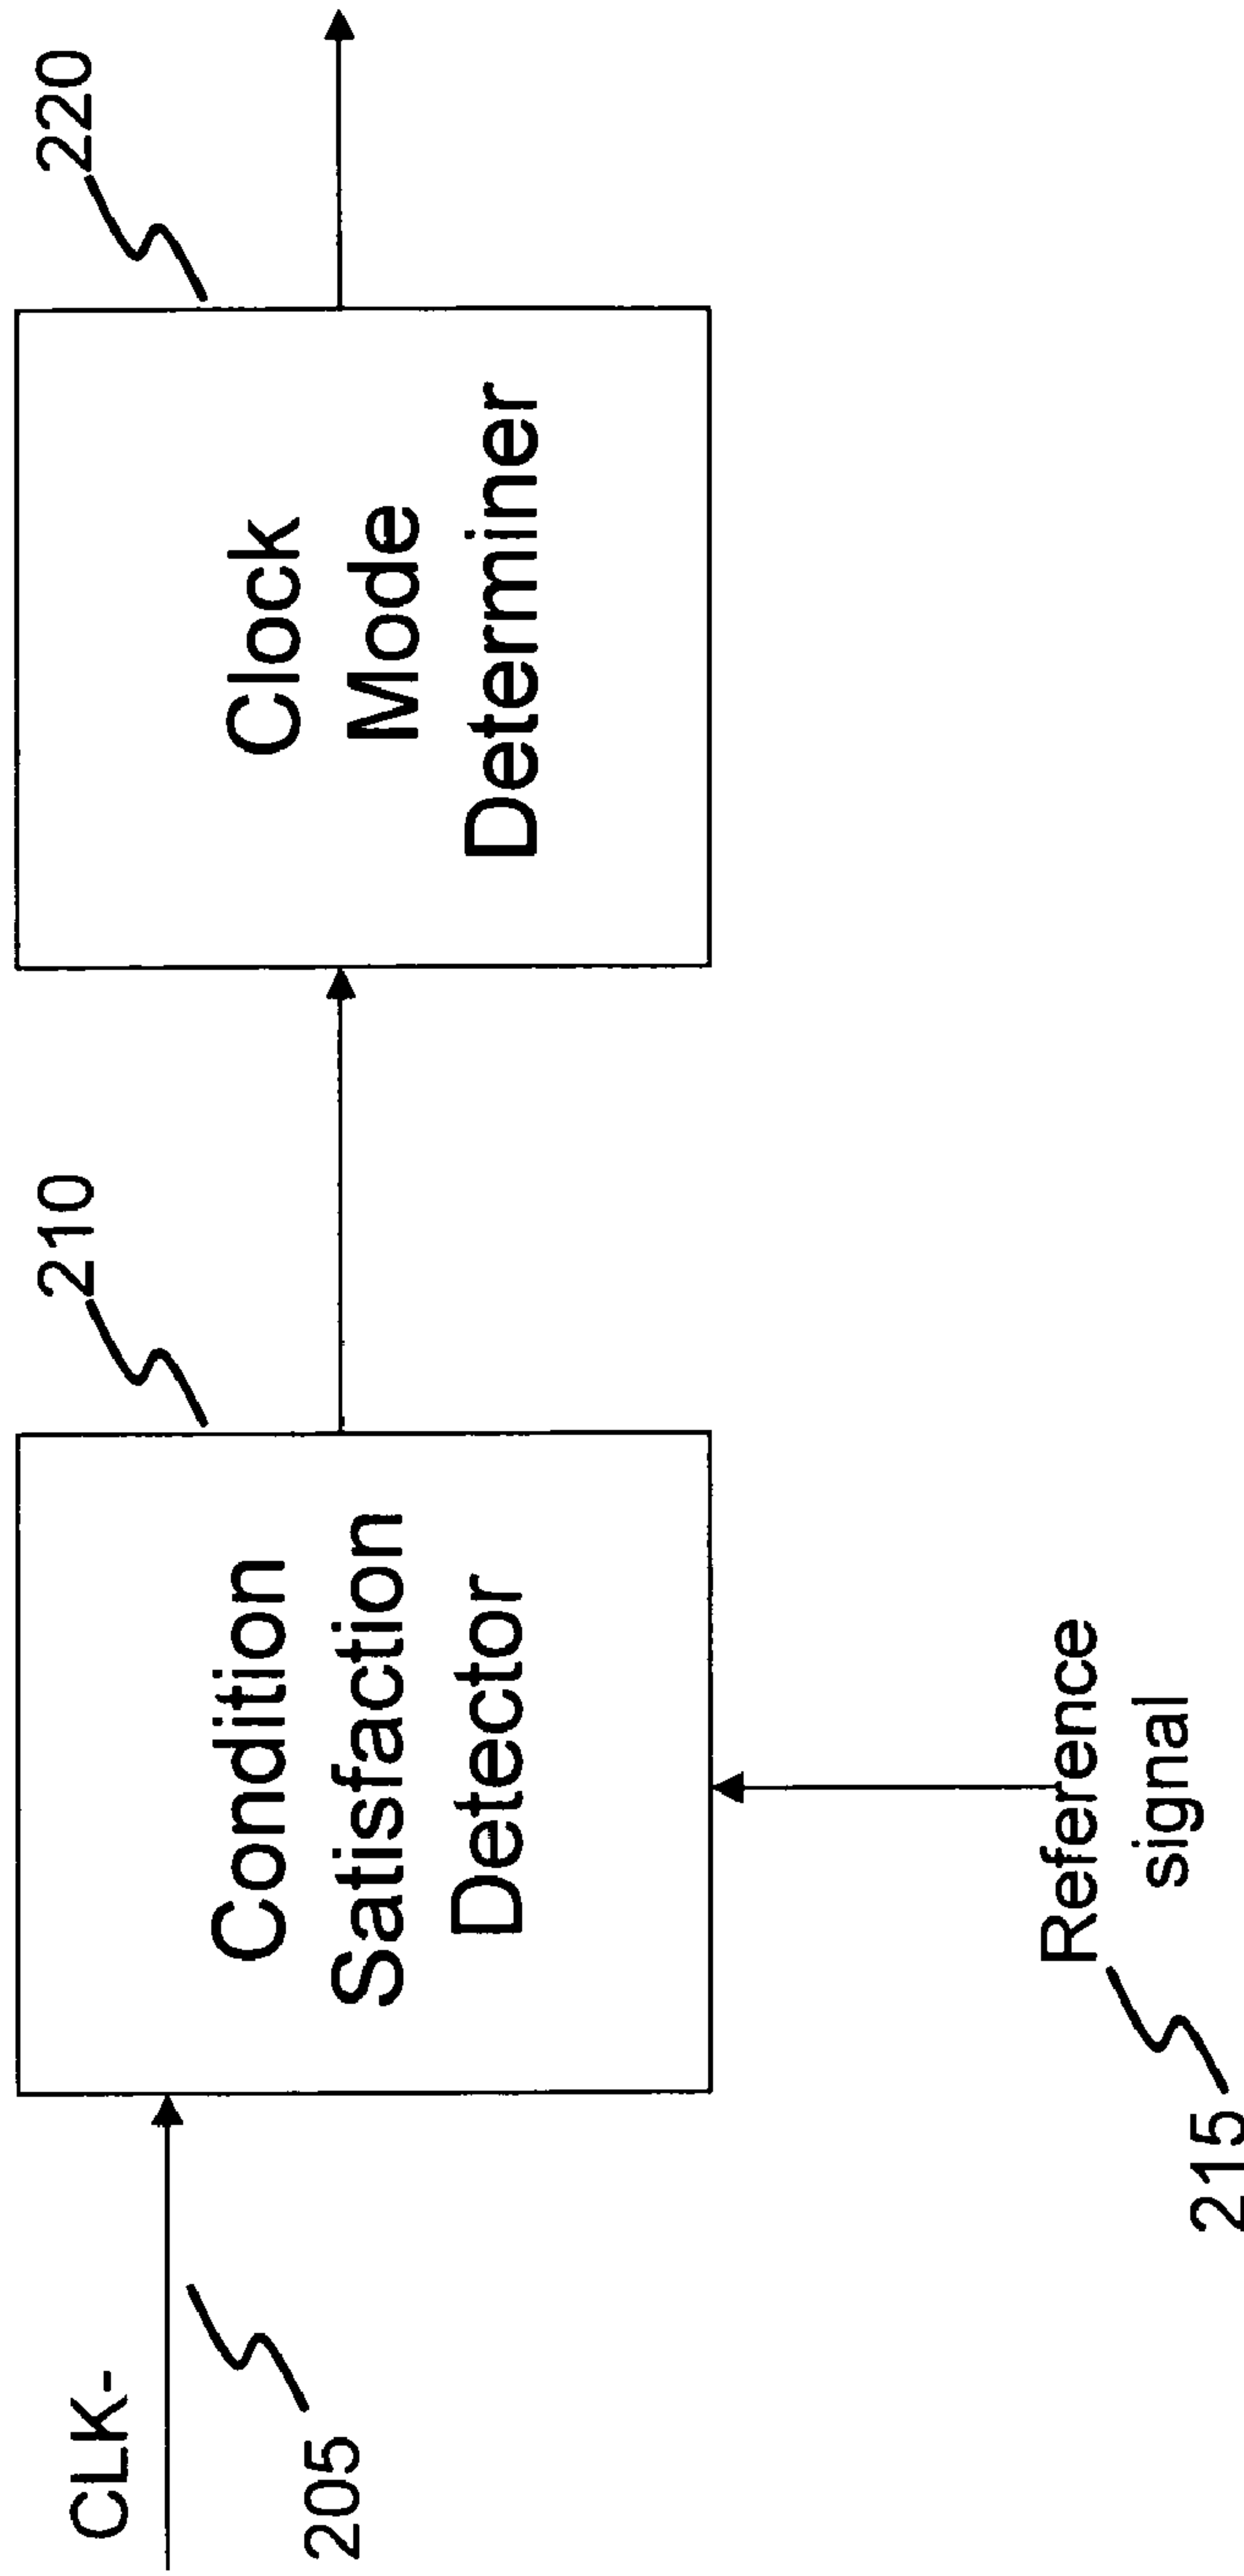 CLK-
205
210
Condition
Satisfaction
Detector
220
Clock
Mode
Determiner
Reference
signal
215